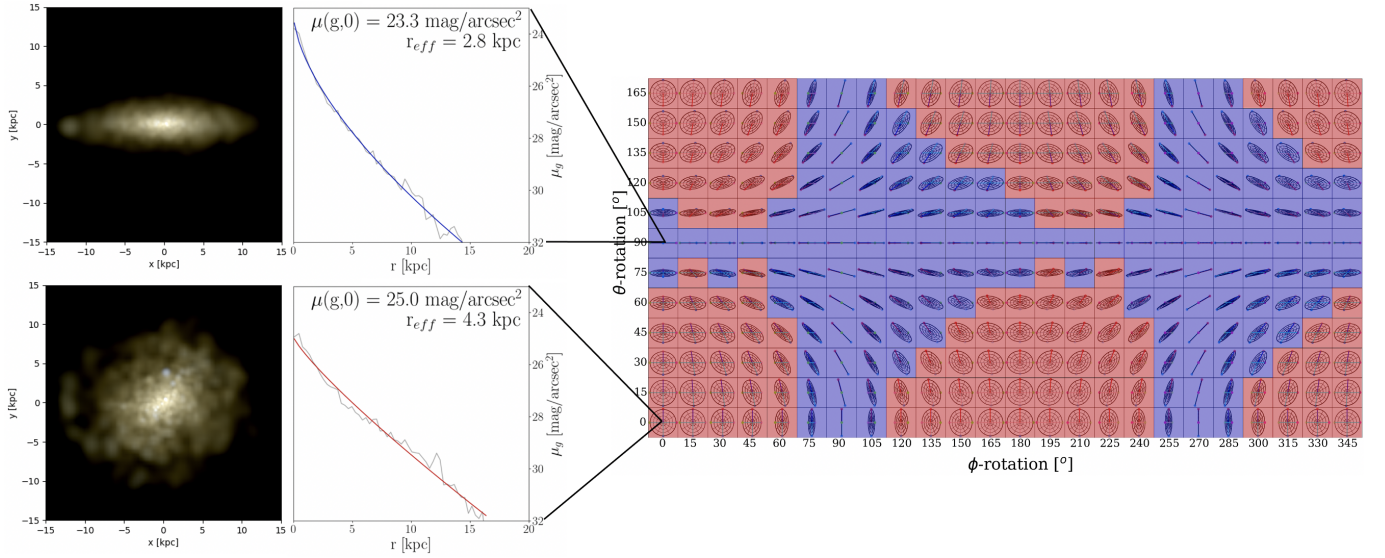 15
10
5
0
−5
−10
−15
y [kpc]
−15 −10 −5 0 5 10 15
x [kpc]
μ(g,0) = 23.3 mag/arcsec²
r_eff = 2.8 kpc
24
26
28
30
32
μ_g [mag/arcsec²]
0 5 10 15 20
r [kpc]
15
10
5
0
−5
−10
−15
y [kpc]
−15 −10 −5 0 5 10 15
x [kpc]
μ(g,0) = 25.0 mag/arcsec²
r_eff = 4.3 kpc
24
26
28
30
32
μ_g [mag/arcsec²]
0 5 10 15 20
r [kpc]
165
150
135
120
105
90
75
60
45
30
15
0
θ-rotation [°]
0 15 30 45 60 75 90 105 120 135 150 165 180 195 210 225 240 255 270 285 300 315 330 345
ϕ-rotation [°]